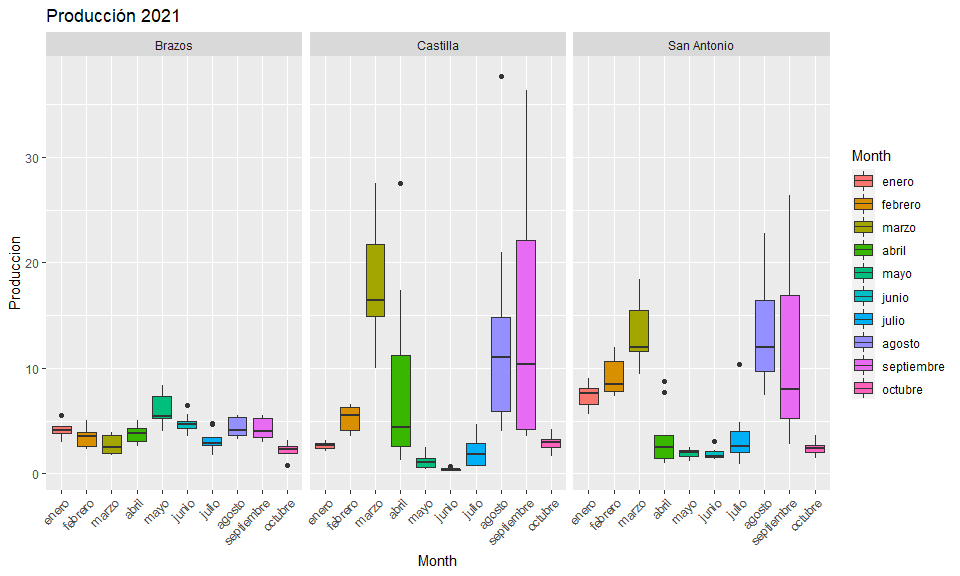 Producción 2021
Brazos
Castilla
San Antonio
Produccion
30
20
10
0
enero
febrero
marzo
abril
mayo
junio
julio
agosto
septiembre
octubre
enero
febrero
marzo
abril
mayo
junio
julio
agosto
septiembre
octubre
enero
febrero
marzo
abril
mayo
junio
julio
agosto
septiembre
octubre
Month
Month
enero
febrero
marzo
abril
mayo
junio
julio
agosto
septiembre
octubre